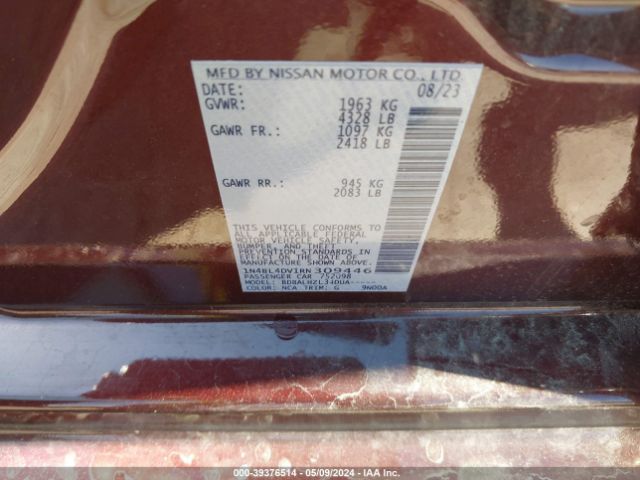 MFD BY NISSAN MOTOR CO., LTD
DATE: 08/23
GVWR: 1963 KG
4328 LB
GAWR FR.: 1097 KG
2418 LB
GAWR RR.: 945 KG
2083 LB
THIS VEHICLE CONFORMS TO
ALL APPLICABLE FEDERAL
MOTOR VEHICLE SAFETY,
BUMPER, AND THEFT
PREVENTION STANDARDS IN
EFFECT ON THE DATE OF
MANUFACTURE SHOWN ABOVE.
1N4BL4DV1RN309446
PASSENGER CAR 752098
MODEL:
COLOR: NCA TRIM: G 9N0DA
000-39376514 / 05/09/2024 / IAA Inc.